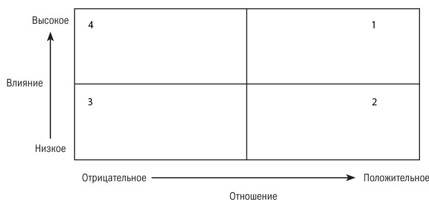 Высокое
4 1
Влияние
3 2
Низкое
Отрицательное Положительное
Отношение